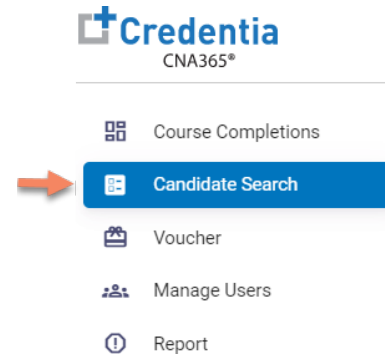 Credentia
CNA365®
Course Completions
Candidate Search
Voucher
Manage Users
Report